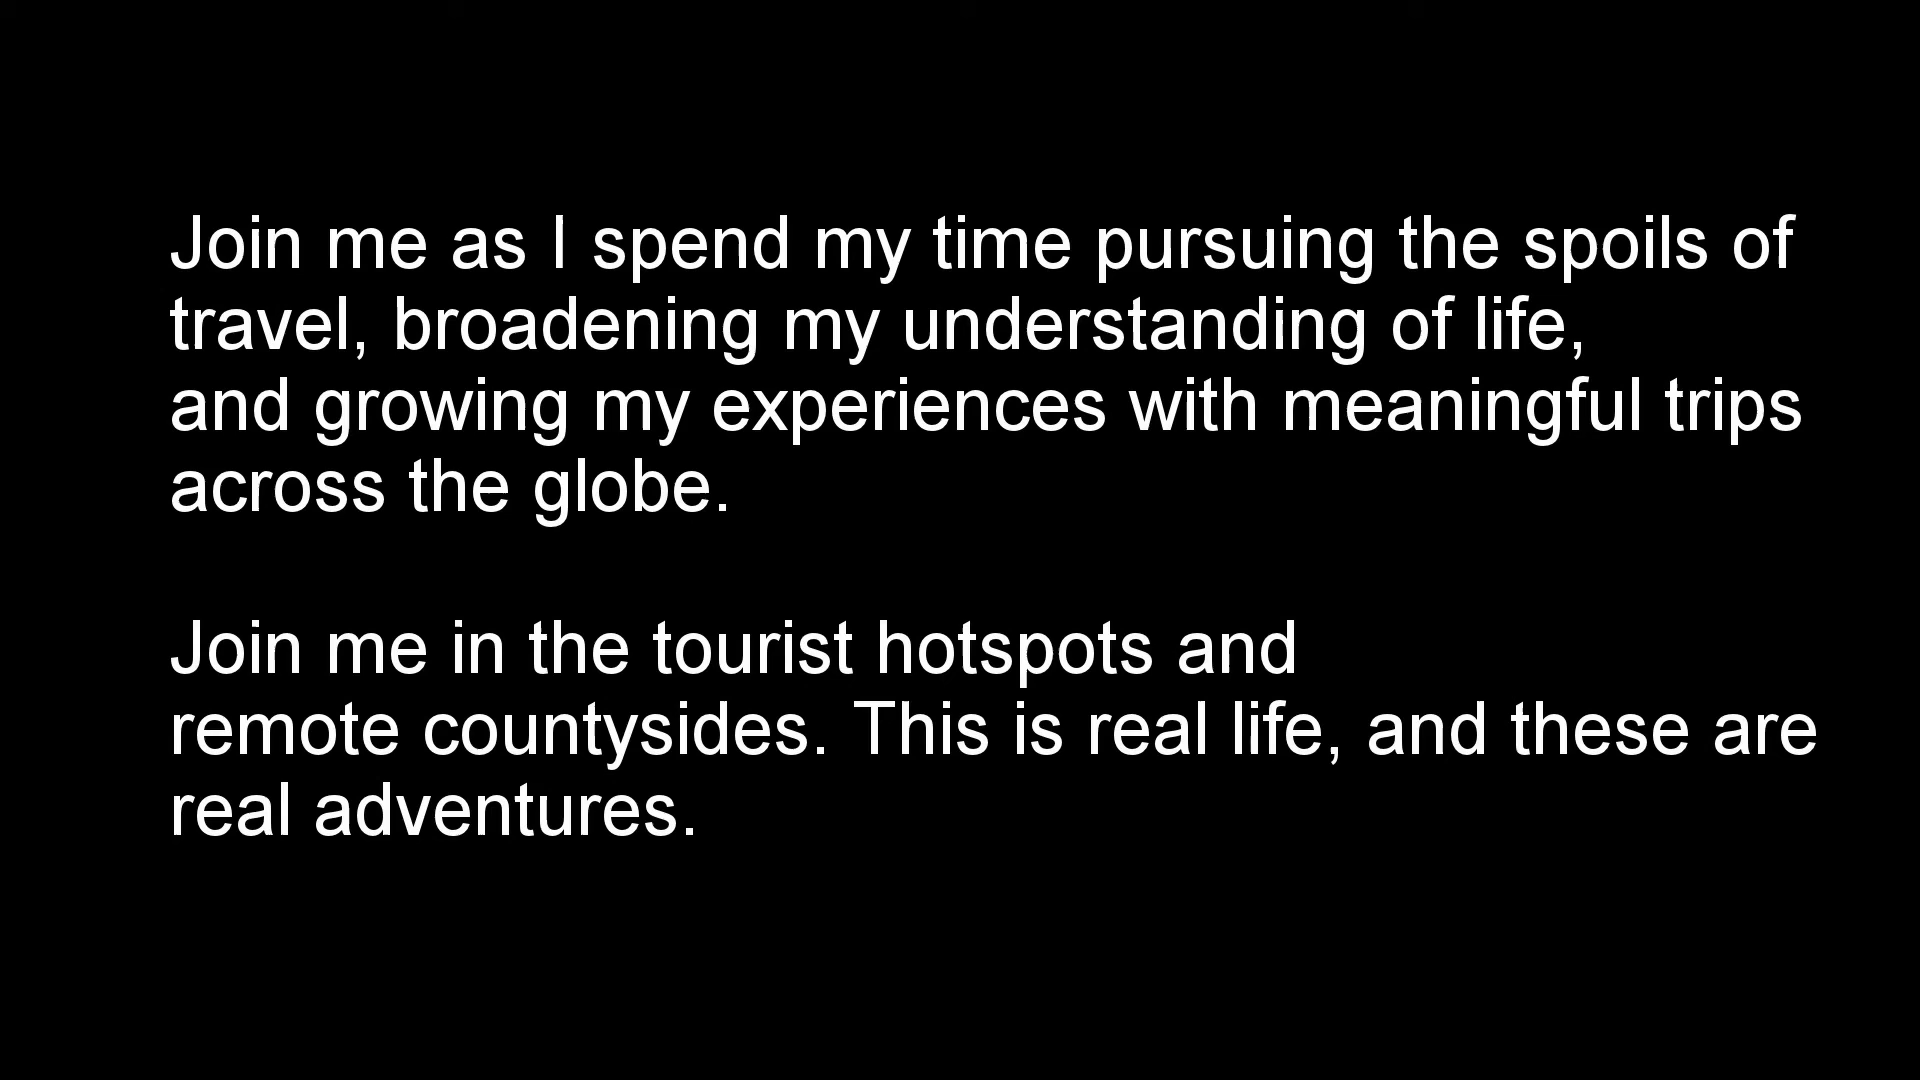 Join me as I spend my time pursuing the spoils of
travel, broadening my understanding of life,
and growing my experiences with meaningful trips
across the globe.
Join me in the tourist hotspots and
remote countysides. This is real life, and these are
real adventures.